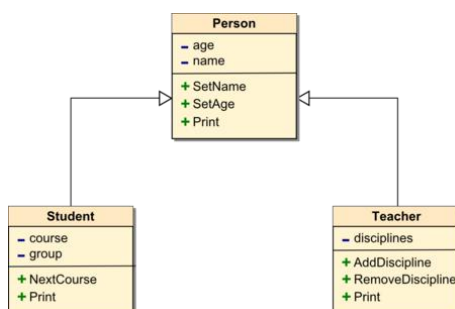 Person
- age
- name
+ SetName
+ SetAge
+ Print
Student
- course
- group
+ NextCourse
+ Print
Teacher
- disciplines
+ AddDiscipline
+ RemoveDiscipline
+ Print